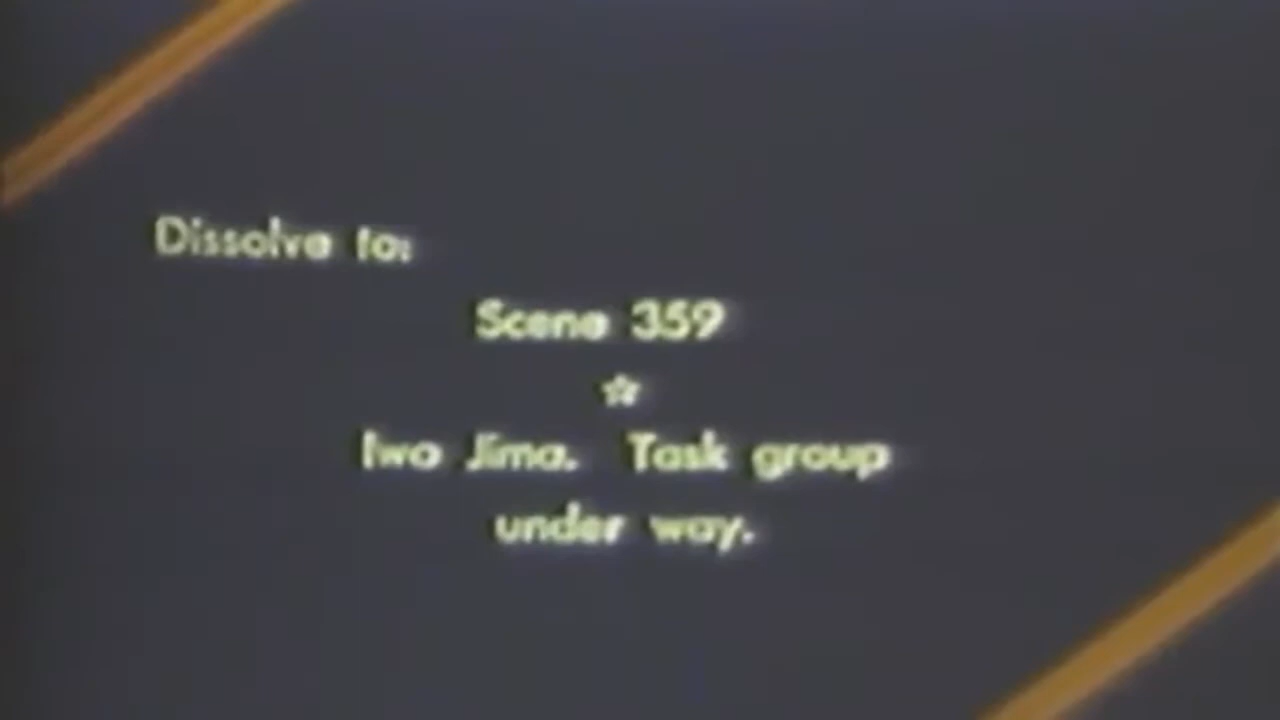 Dissolve to:
Scene 359
☆
Iwo Jima. Task group
under way.